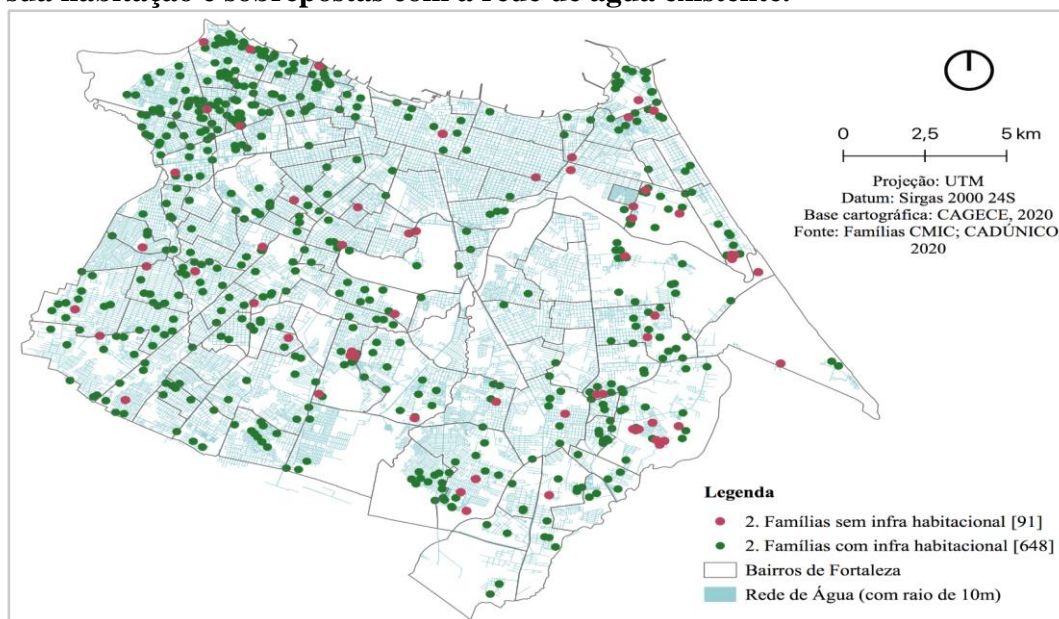 sua habitação e sobrepostas com a rede de água existente.
0 2,5 5 km
Projeção: UTM
Datum: Sirgas 2000 24S
Base cartográfica: CAGECE, 2020
Fonte: Famílias CMIC; CADÚNICO
2020
Legenda
2. Famílias sem infra habitacional [91]
2. Famílias com infra habitacional [648]
Bairros de Fortaleza
Rede de Água (com raio de 10m)